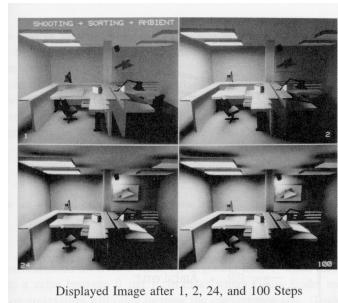 SHOOTING + SORTING + AMBIENT
1
2
24
100
Displayed Image after 1, 2, 24, and 100 Steps